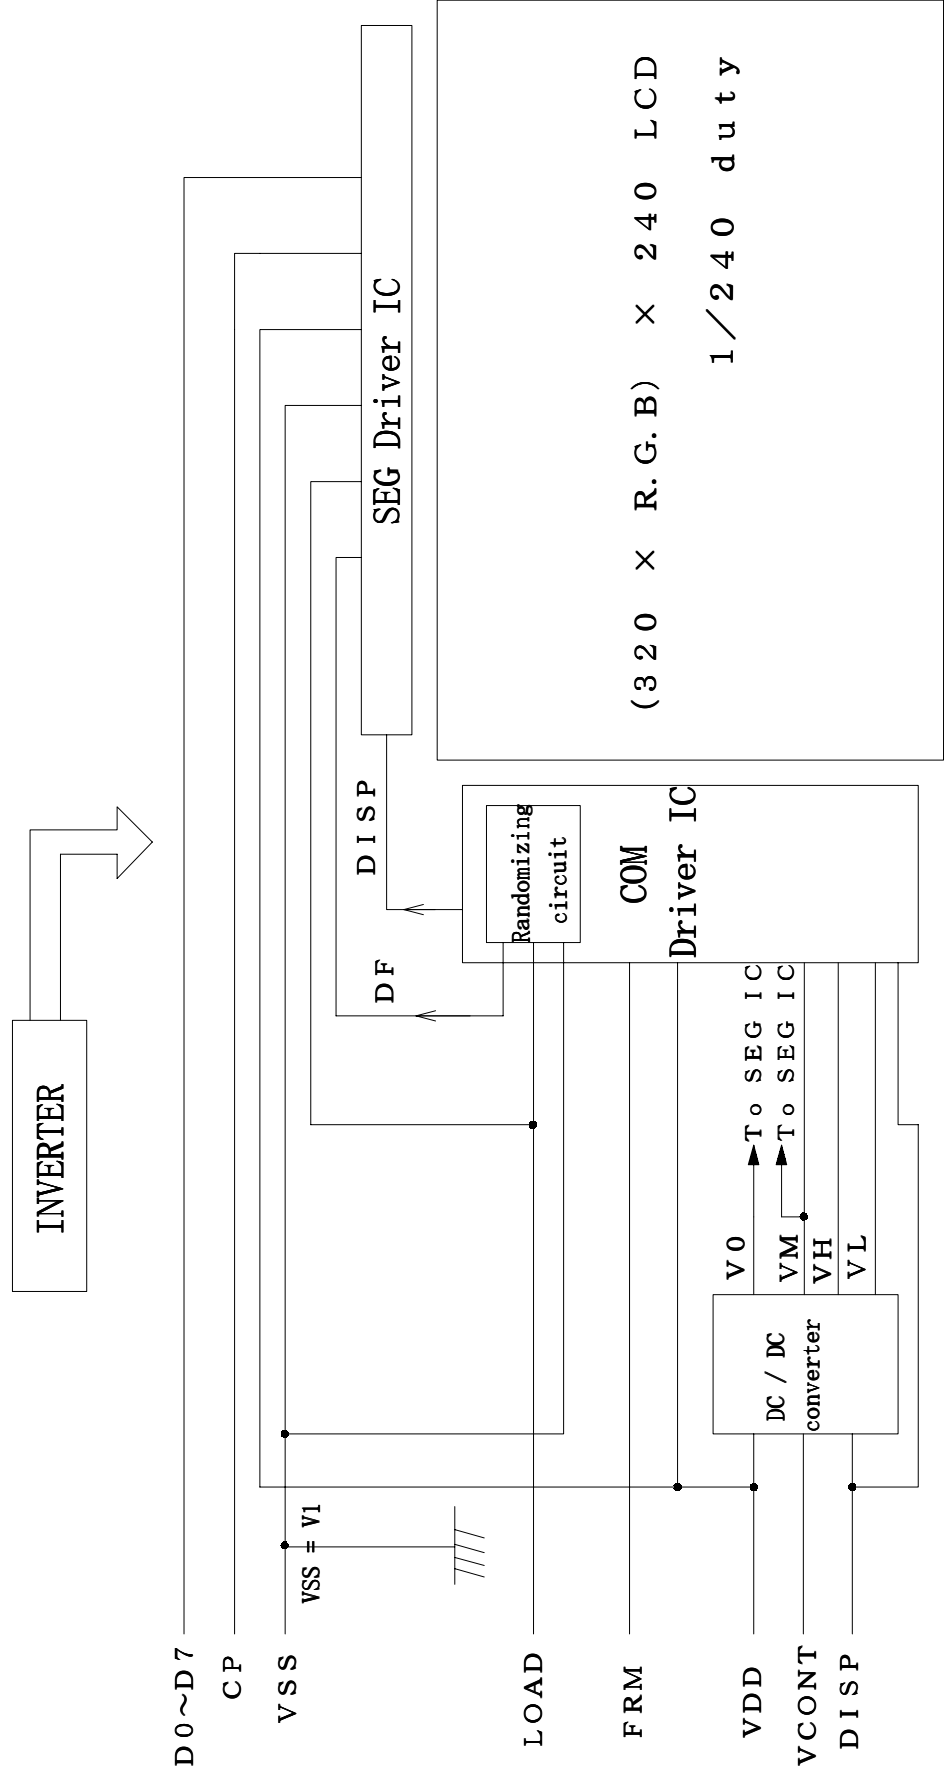 INVERTER
D0~D7
CP
VSS
VSS = V1
LOAD
FRM
VDD
VCONT
DISP
DF
DISP
SEG Driver IC
Randomizing
circuit
COM
Driver IC
DC / DC
converter
V0
VM
VH
VL
To SEG IC
To SEG IC
(320 × R.G.B) × 240 LCD
1/240 duty